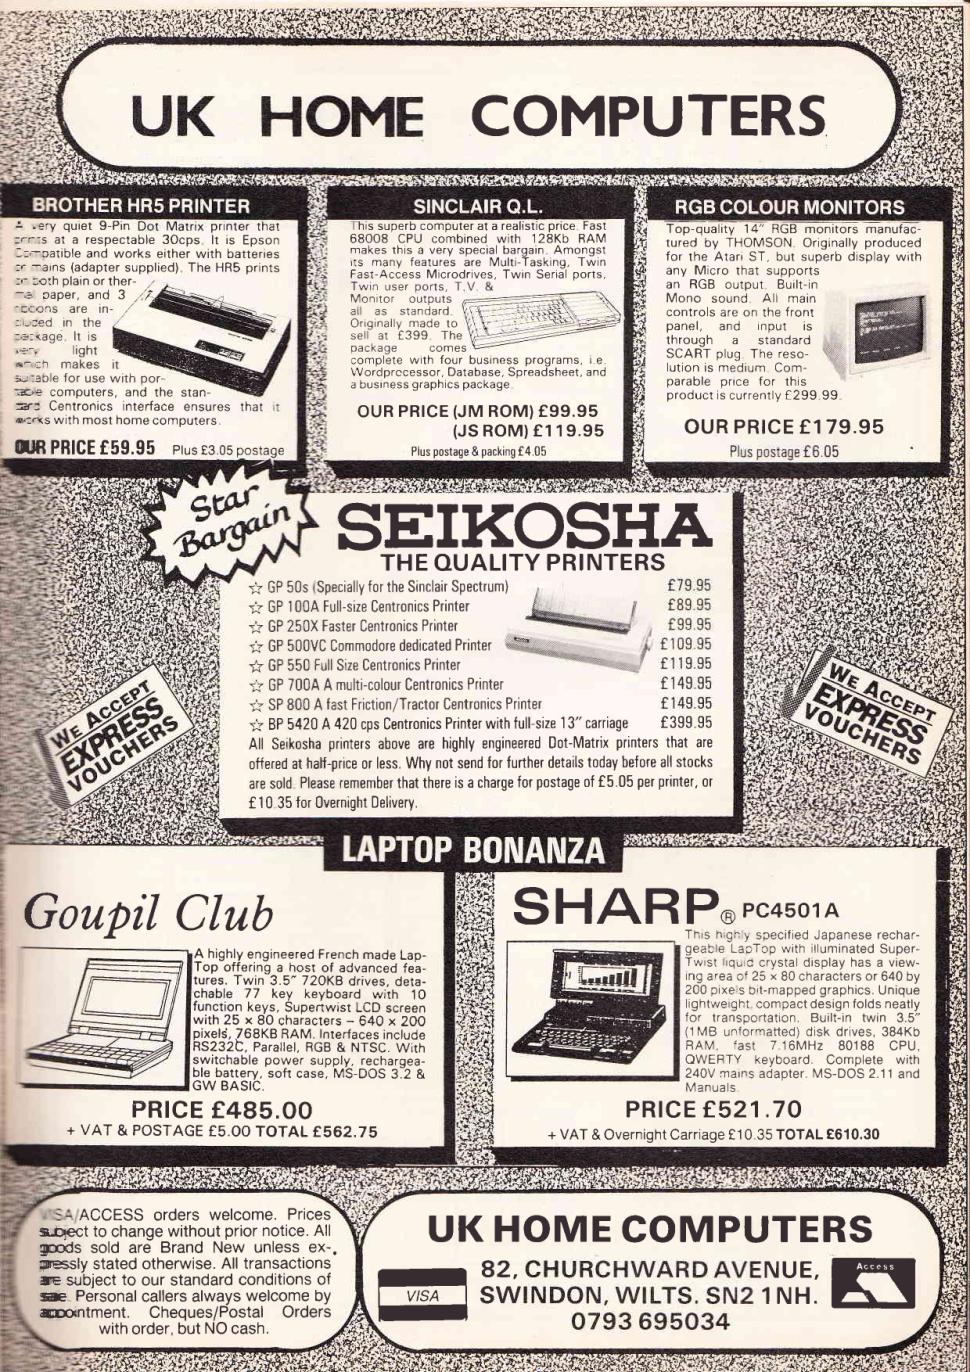 UK HOME COMPUTERS
BROTHER HR5 PRINTER
A very quiet 9-Pin Dot Matrix printer that
prints at a respectable 30cps. It is Epson
Compatible and works either with batteries
or mains (adapter supplied). The HR5 prints
on both plain or ther-
mal paper, and 3
ribbons are in-
cluded in the
package. It is
very light
which makes it
suitable for use with por-
table computers, and the stan-
dard Centronics interface ensures that it
works with most home computers.
OUR PRICE £59.95 Plus £3.05 postage
SINCLAIR Q.L.
This superb computer at a realistic price. Fast
68008 CPU combined with 128Kb RAM
makes this a very special bargain. Amongst
its many features are Multi-Tasking, Twin
Fast-Access Microdrives, Twin Serial ports,
Twin user ports, T.V. &
Monitor outputs
all as standard.
Originally made to
sell at £399. The
package comes
complete with four business programs, i.e.
Wordprocessor, Database, Spreadsheet, and
a business graphics package.
OUR PRICE (JM ROM) £99.95
(JS ROM) £119.95
Plus postage & packing £4.05
RGB COLOUR MONITORS
Top-quality 14" RGB monitors manufac-
tured by THOMSON. Originally produced
for the Atari ST, but superb display with
any Micro that supports
an RGB output. Built-in
Mono sound. All main
controls are on the front
panel, and input is
through a standard
SCART plug. The reso-
lution is medium. Com-
parable price for this
product is currently £299.99.
OUR PRICE £179.95
Plus postage £6.05
Star
Bargain
SEIKOSHA
THE QUALITY PRINTERS
☆ GP 50s (Specially for the Sinclair Spectrum) £79.95
☆ GP 100A Full-size Centronics Printer £89.95
☆ GP 250X Faster Centronics Printer £99.95
☆ GP 500VC Commodore dedicated Printer £109.95
☆ GP 550 Full Size Centronics Printer £119.95
☆ GP 700A A multi-colour Centronics Printer £149.95
☆ SP 800 A fast Friction/Tractor Centronics Printer £149.95
☆ BP 5420 A 420 cps Centronics Printer with full-size 13" carriage £399.95
All Seikosha printers above are highly engineered Dot-Matrix printers that are
offered at half-price or less. Why not send for further details today before all stocks
are sold. Please remember that there is a charge for postage of £5.05 per printer, or
£10.35 for Overnight Delivery.
WE ACCEPT
EXPRESS
VOUCHERS
WE ACCEPT
EXPRESS
VOUCHERS
LAPTOP BONANZA
Goupil Club
A highly engineered French made Lap-
Top offering a host of advanced fea-
tures. Twin 3.5" 720KB drives, deta-
chable 77 key keyboard with 10
function keys, Supertwist LCD screen
with 25 x 80 characters – 640 x 200
pixels, 768KB RAM. Interfaces include
RS232C, Parallel, RGB & NTSC. With
switchable power supply, rechargea-
ble battery, soft case, MS-DOS 3.2 &
GW BASIC.
PRICE £485.00
+ VAT & POSTAGE £5.00 TOTAL £562.75
SHARP® PC4501A
This highly specified Japanese rechar-
geable LapTop with illuminated Super-
Twist liquid crystal display has a view-
ing area of 25 x 80 characters or 640 by
200 pixels bit-mapped graphics. Unique
lightweight, compact design folds neatly
for transportation. Built-in twin 3.5"
(1MB unformatted) disk drives, 384Kb
RAM, fast 7.16MHz 80188 CPU,
QWERTY keyboard. Complete with
240V mains adapter. MS-DOS 2.11 and
Manuals.
PRICE £521.70
+ VAT & Overnight Carriage £10.35 TOTAL £610.30
VISA/ACCESS orders welcome. Prices
subject to change without prior notice. All
goods sold are Brand New unless ex-
pressly stated otherwise. All transactions
are subject to our standard conditions of
sale. Personal callers always welcome by
appointment. Cheques/Postal Orders
with order, but NO cash.
UK HOME COMPUTERS
VISA
82, CHURCHWARD AVENUE,
SWINDON, WILTS. SN2 1NH.
0793 695034
Access